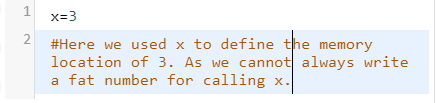 1 x=3
2 #Here we used x to define the memory
location of 3. As we cannot always write
a fat number for calling x.